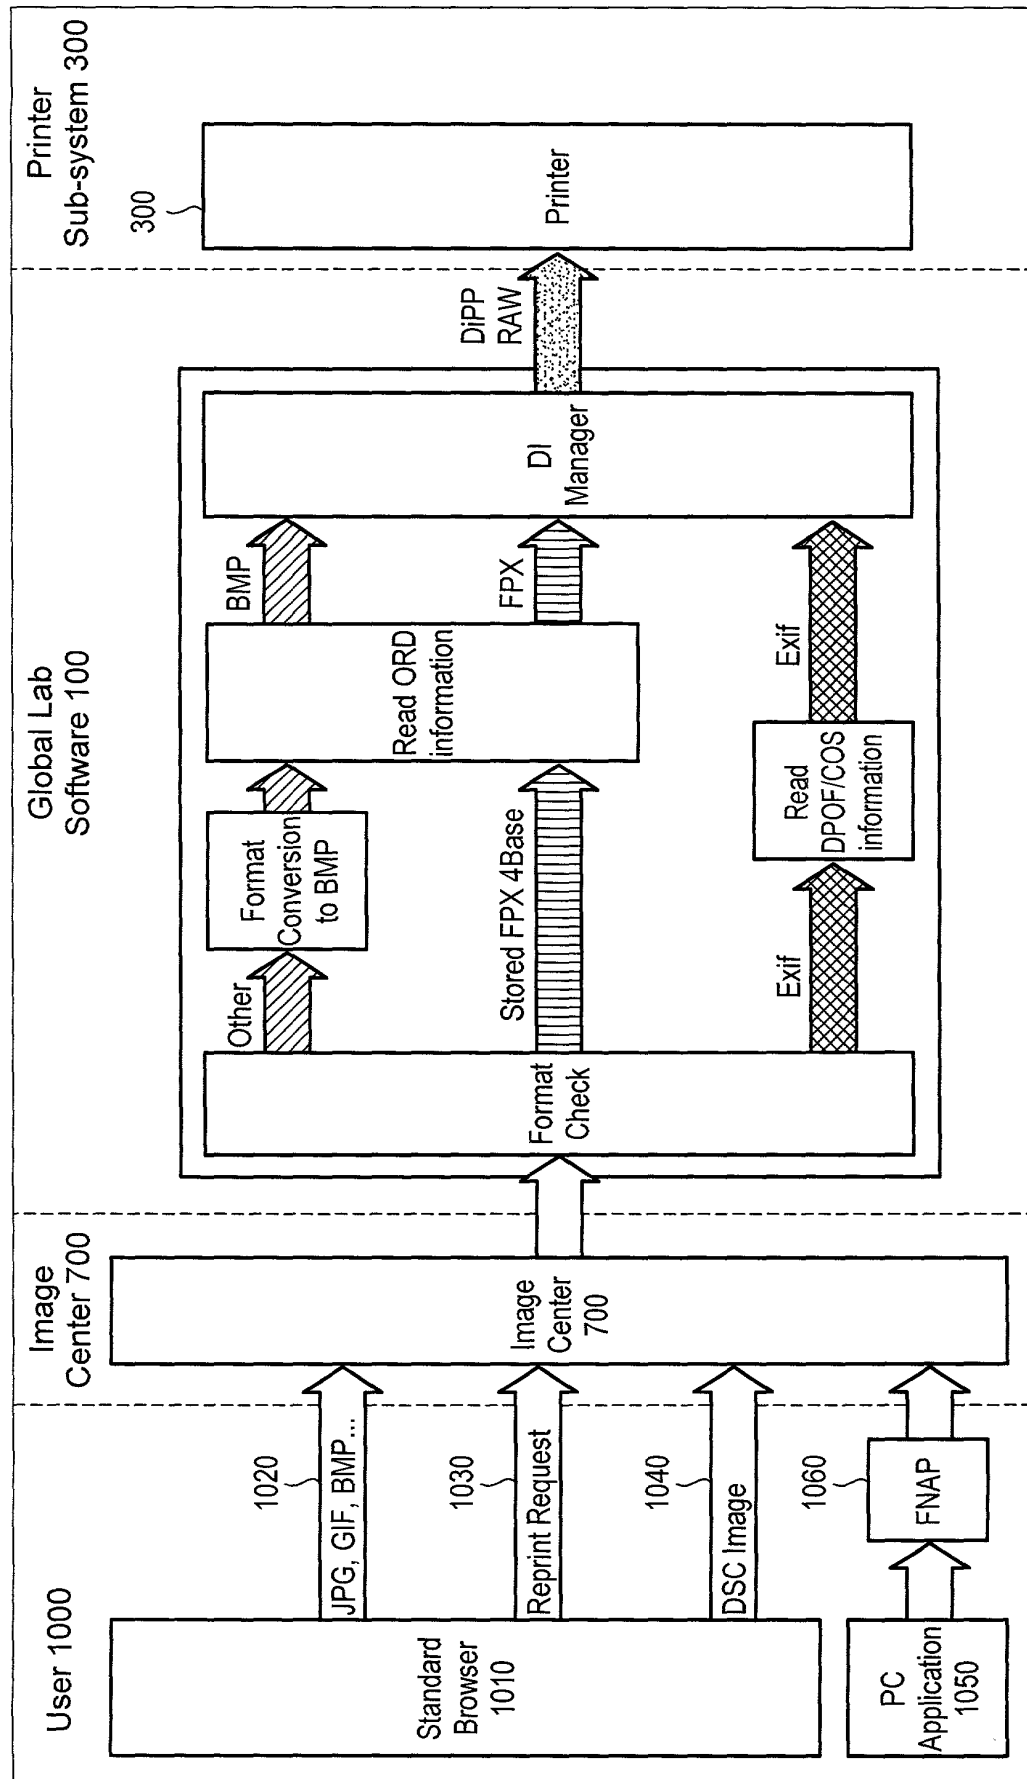 User 1000
Image
Center 700
Global Lab
Software 100
Printer
Sub-system 300
Standard
Browser
1010
1020
JPG, GIF, BMP...
1030
Reprint Request
1040
DSC Image
PC
Application
1050
1060
FNAP
Image
Center
700
Format
Check
Other
Format
Conversion
to BMP
Stored FPX 4Base
Read ORD
information
BMP
FPX
Exif
Read
DPOF/COS
information
Exif
DI
Manager
DiPP
RAW
300
Printer